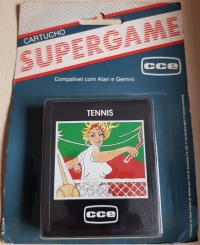 CARTUCHO
SUPERGAME
Compatível com Atari e Gemini
cce
TENNIS
cce